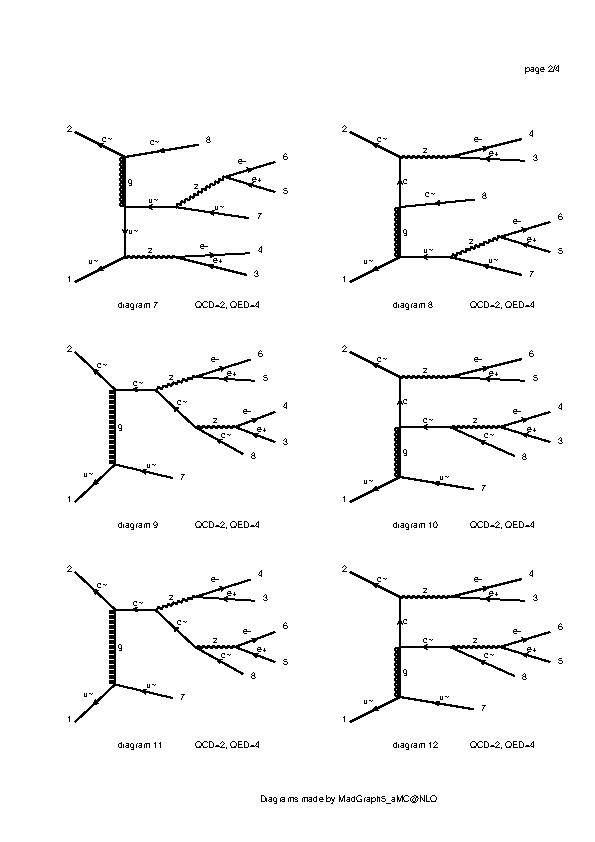 page 2/4
2 c~ c~ 8 g u~ z e- 6 e+ 5 u~ 7 u~ z e- 4 e+ 3 u~ 1
diagram 7 QCD=2, QED=4
2 c~ z e- 4 e+ 3 c c~ 8 g u~ z e- 6 e+ 5 u~ 7 u~ 1
diagram 8 QCD=2, QED=4
2 c~ c~ z e- 6 e+ 5 c~ z e- 4 e+ 3 c~ 8 g u~ 7 u~ 1
diagram 9 QCD=2, QED=4
2 c~ z e- 6 e+ 5 c c~ z e- 4 e+ 3 c~ 8 g u~ 7 u~ 1
diagram 10 QCD=2, QED=4
2 c~ c~ z e- 4 e+ 3 c~ z e- 6 e+ 5 c~ 8 g u~ 7 u~ 1
diagram 11 QCD=2, QED=4
2 c~ z e- 4 e+ 3 c c~ z e- 6 e+ 5 c~ 8 g u~ 7 u~ 1
diagram 12 QCD=2, QED=4
Diagrams made by MadGraph5_aMC@NLO